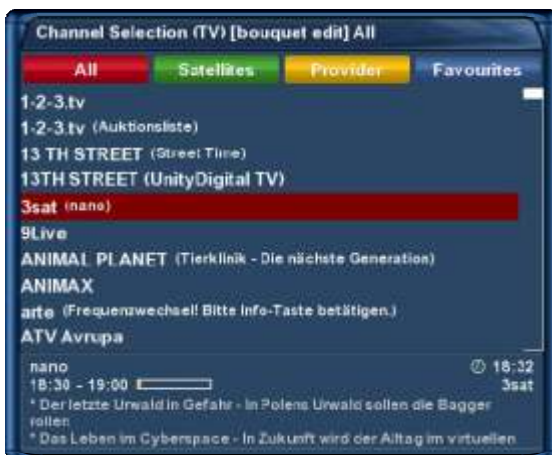 Channel Selection (TV) [bouquet edit] All
All Satellites Provider Favourites
1-2-3.tv
1-2-3.tv (Auktionsliste)
13 TH STREET (Street Time)
13TH STREET (UnityDigital TV)
3sat (nano)
9Live
ANIMAL PLANET (Tierklinik - Die nächste Generation)
ANIMAX
arte (Frequenzwechsel! Bitte Info-Taste betätigen.)
ATV Avrupa
nano 18:32
18:30 - 19:00 3sat
* Der letzte Urwald in Gefahr - In Polens Urwald sollen die Bagger
rollen
* Das Leben im Cyberspace - In Zukunft wird der Alltag im virtuellen